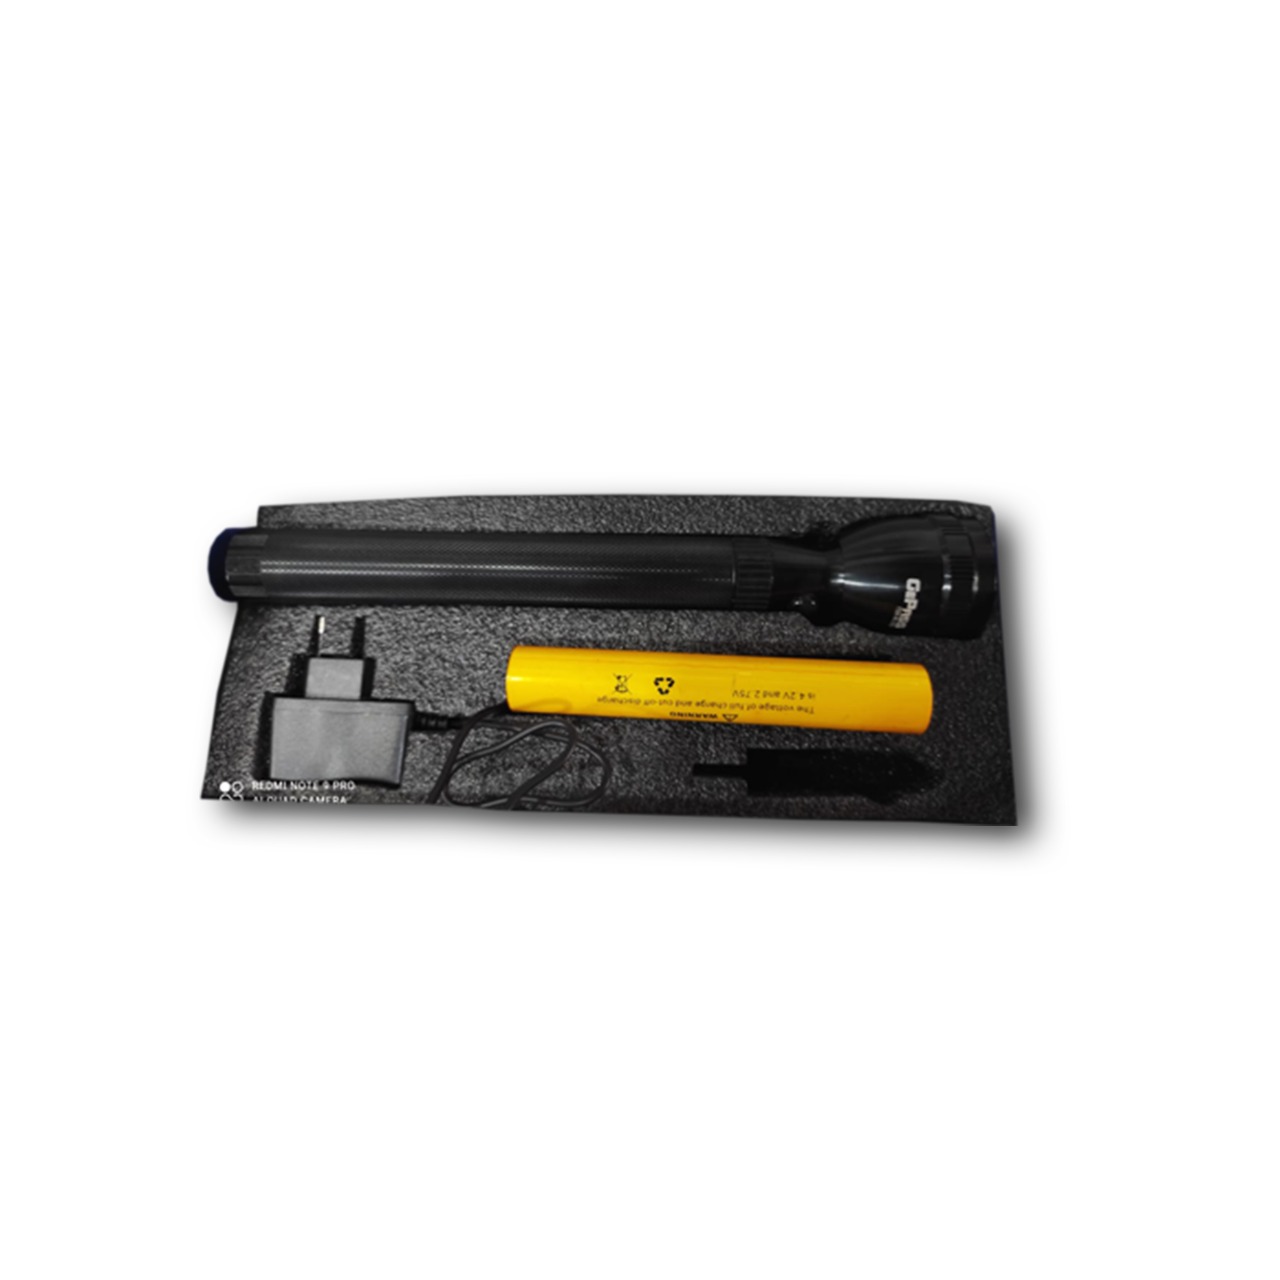 GePress
is 4.2V and 2.75V
The voltage of full charge and cut off discharge
WARNING
REDMI NOTE 9 PRO
AI QUAD CAMERA